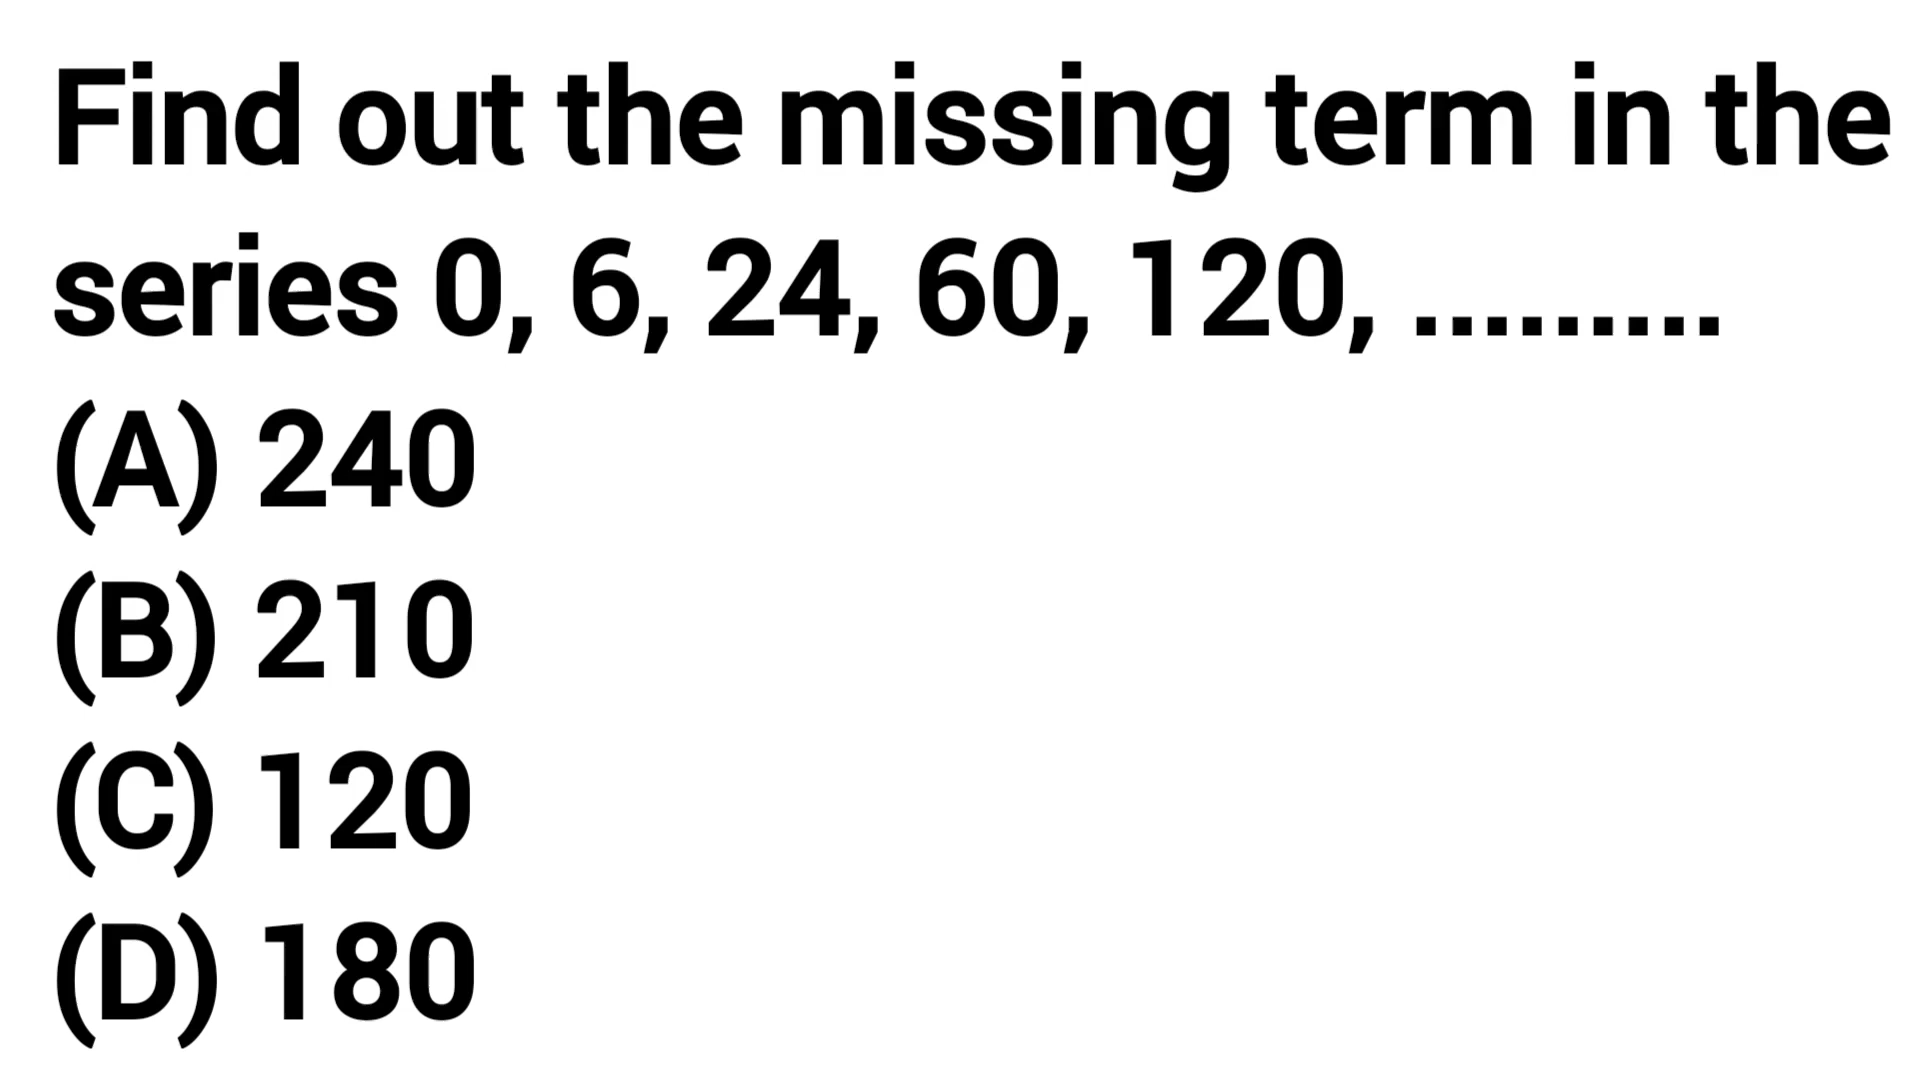 Find out the missing term in the
series 0, 6, 24, 60, 120, .........
(A) 240
(B) 210
(C) 120
(D) 180